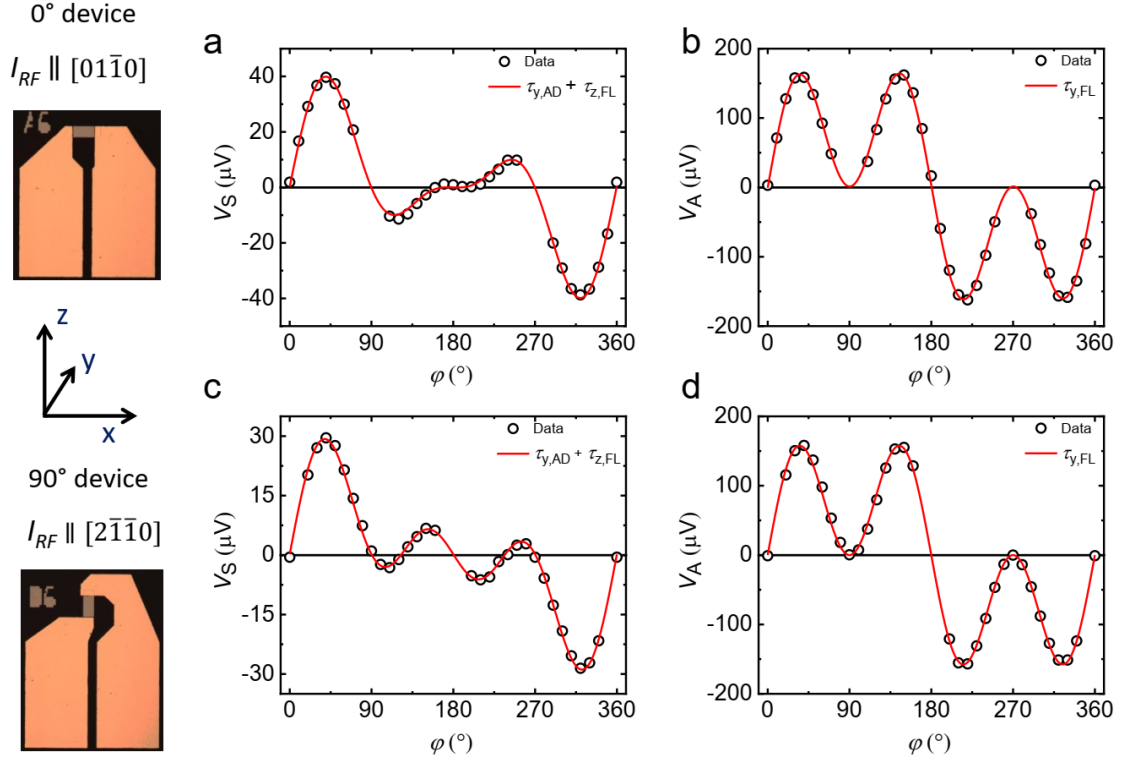 0° device
I_RF ∥ [011̅0]
A6
z
y
x
90° device
I_RF ∥ [21̅1̅0]
B6
a
Data
τ_y,AD + τ_z,FL
V_S (μV)
40
20
0
-20
-40
0 90 180 270 360
φ (°)
b
Data
τ_y,FL
V_A (μV)
200
100
0
-100
-200
0 90 180 270 360
φ (°)
c
Data
τ_y,AD + τ_z,FL
V_S (μV)
30
15
0
-15
-30
0 90 180 270 360
φ (°)
d
Data
τ_y,FL
V_A (μV)
200
100
0
-100
-200
0 90 180 270 360
φ (°)